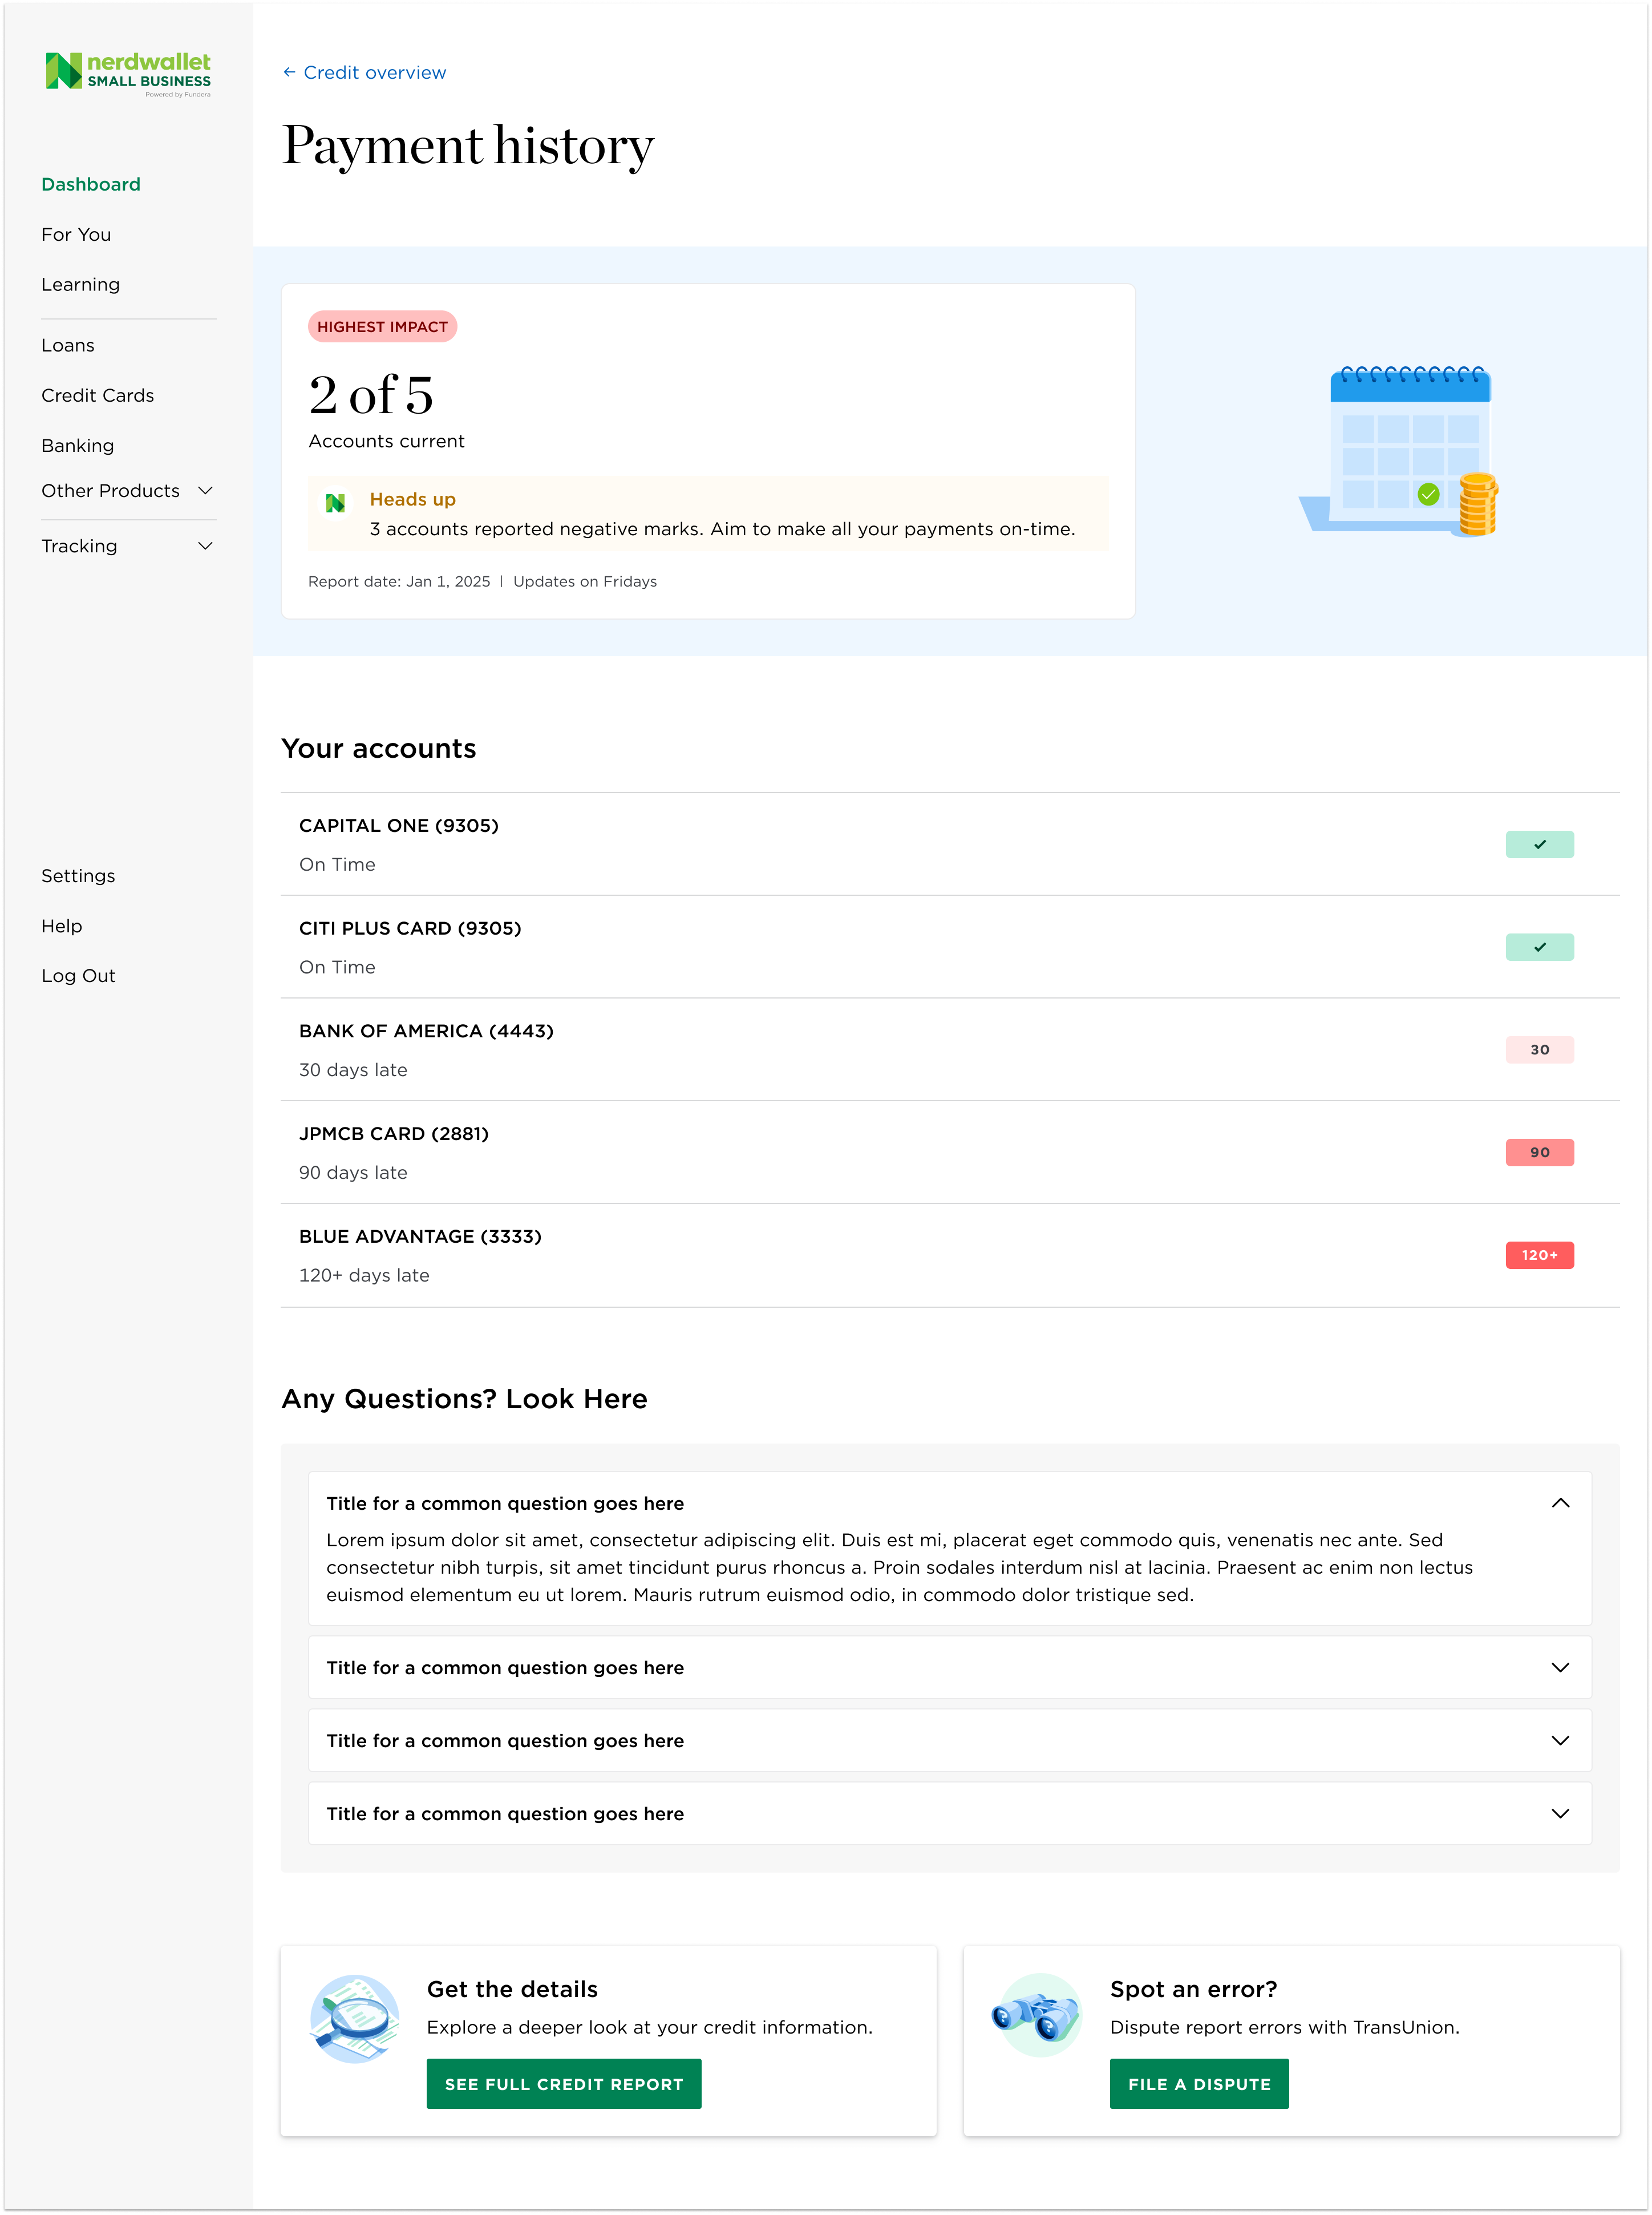 nerdwallet
SMALL BUSINESS
Powered by Fundera
Dashboard
For You
Learning
Loans
Credit Cards
Banking
Other Products
Tracking
Settings
Help
Log Out
← Credit overview
Payment history
HIGHEST IMPACT
2 of 5
Accounts current
Heads up
3 accounts reported negative marks. Aim to make all your payments on-time.
Report date: Jan 1, 2025 | Updates on Fridays
Your accounts
CAPITAL ONE (9305)
On Time
CITI PLUS CARD (9305)
On Time
BANK OF AMERICA (4443)
30 days late
30
JPMCB CARD (2881)
90 days late
90
BLUE ADVANTAGE (3333)
120+ days late
120+
Any Questions? Look Here
Title for a common question goes here
Lorem ipsum dolor sit amet, consectetur adipiscing elit. Duis est mi, placerat eget commodo quis, venenatis nec ante. Sed
consectetur nibh turpis, sit amet tincidunt purus rhoncus a. Proin sodales interdum nisl at lacinia. Praesent ac enim non lectus
euismod elementum eu ut lorem. Mauris rutrum euismod odio, in commodo dolor tristique sed.
Title for a common question goes here
Title for a common question goes here
Title for a common question goes here
Get the details
Explore a deeper look at your credit information.
SEE FULL CREDIT REPORT
Spot an error?
Dispute report errors with TransUnion.
FILE A DISPUTE